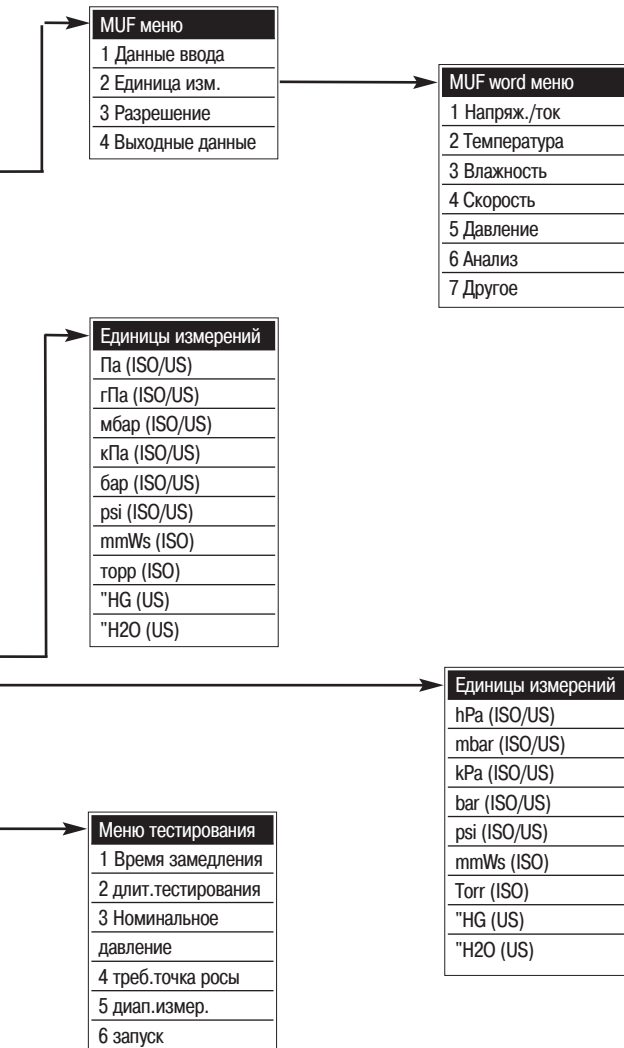 MUF меню
1 Данные ввода
2 Единица изм.
3 Разрешение
4 Выходные данные
MUF word меню
1 Напряж./ток
2 Температура
3 Влажность
4 Скорость
5 Давление
6 Анализ
7 Другое
Единицы измерений
Па (ISO/US)
гПа (ISO/US)
мбар (ISO/US)
кПа (ISO/US)
бар (ISO/US)
psi (ISO/US)
mmWs (ISO)
торр (ISO)
"HG (US)
"H2O (US)
Единицы измерений
hPa (ISO/US)
mbar (ISO/US)
kPa (ISO/US)
bar (ISO/US)
psi (ISO/US)
mmWs (ISO)
Torr (ISO)
"HG (US)
"H2O (US)
Меню тестирования
1 Время замедления
2 длит.тестирования
3 Номинальное
давление
4 треб.точка росы
5 диап.измер.
6 запуск